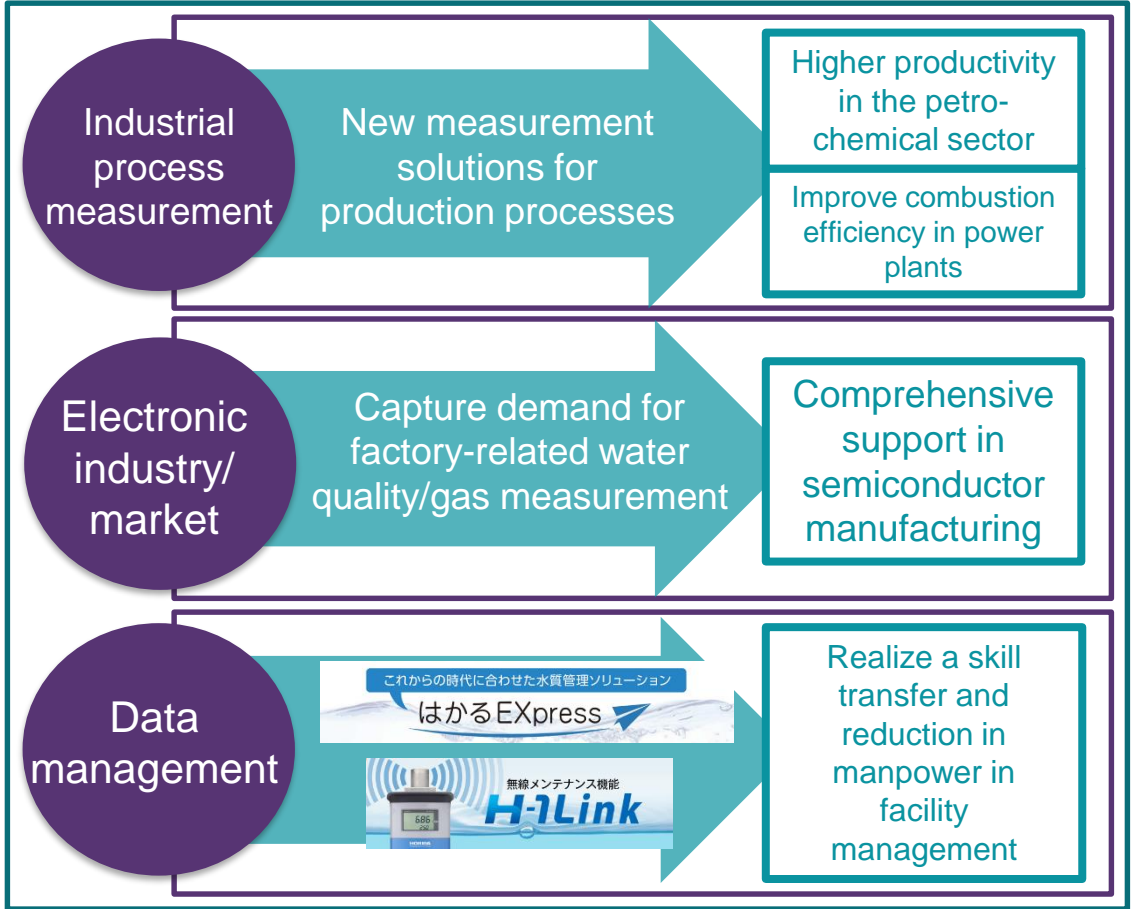 Industrial
process
measurement
New measurement
solutions for
production processes
Higher productivity
in the petro-
chemical sector
Improve combustion
efficiency in power
plants
Electronic
industry/
market
Capture demand for
factory-related water
quality/gas measurement
Comprehensive
support in
semiconductor
manufacturing
Data
management
これからの時代に合わせた水質管理ソリューション
はかるEXpress
無線メンテナンス機能
H-1Link
6.86
Realize a skill
transfer and
reduction in
manpower in
facility
management